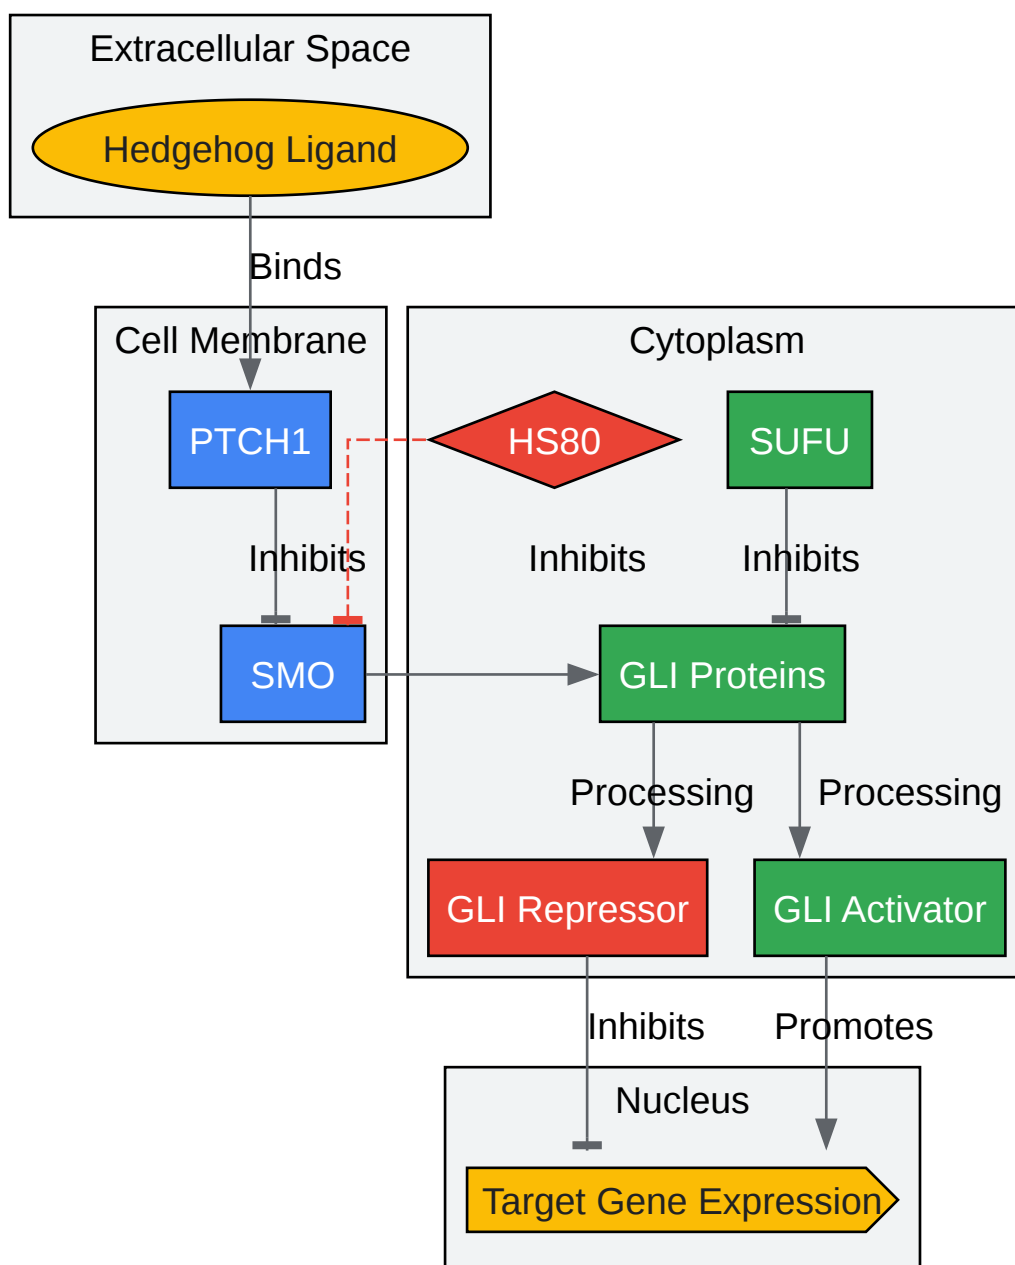 Extracellular Space
Hedgehog Ligand
Binds
Cell Membrane
Cytoplasm
PTCH1
HS80
SUFU
Inhibits
Inhibits
Inhibits
SMO
GLI Proteins
Processing
Processing
GLI Repressor
GLI Activator
Inhibits
Promotes
Nucleus
Target Gene Expression